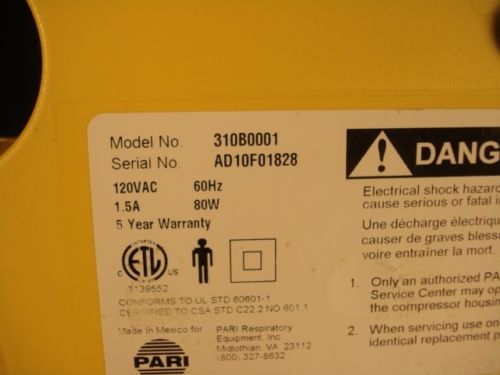 Model No. 310B0001
Serial No. AD10F01828
120VAC 60Hz
1.5A 80W
5 Year Warranty
INTERTEK
ETL
C US
3139552
CONFORMS TO UL STD 60601-1
CERTIFIED TO CSA STD C22.2 NO 601.1
Made in Mexico for PARI Respiratory
Equipment, Inc
Midlothian, VA 23112
(800) 327-8632
PARI
DANG
Electrical shock hazar
cause serious or fatal i
Une décharge électriqu
causer de graves bless
voire entraîner la mort.
1. Only an authorized PA
Service Center may op
the compressor housi
2. When servicing use on
identical replacement p